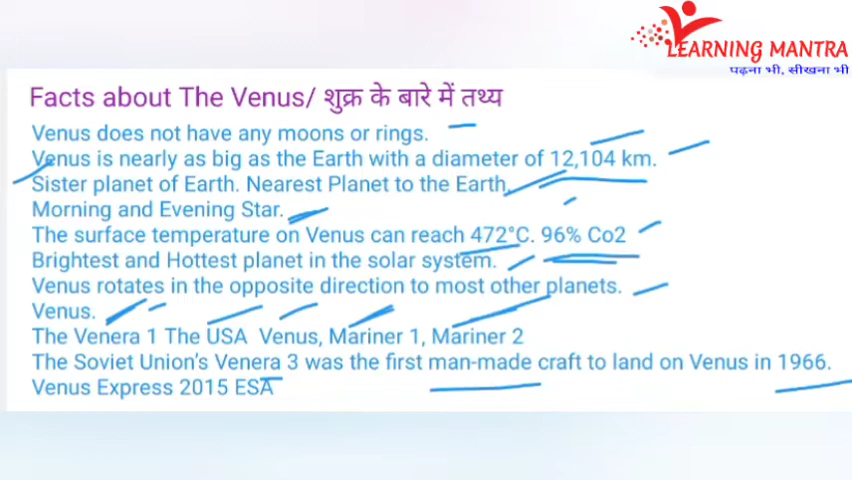 LEARNING MANTRA
पढ़ना भी, सीखना भी
Facts about The Venus/ शुक्र के बारे में तथ्य
Venus does not have any moons or rings.
Venus is nearly as big as the Earth with a diameter of 12,104 km.
Sister planet of Earth. Nearest Planet to the Earth.
Morning and Evening Star.
The surface temperature on Venus can reach 472°C. 96% Co2
Brightest and Hottest planet in the solar system.
Venus rotates in the opposite direction to most other planets.
Venus.
The Venera 1 The USA Venus, Mariner 1, Mariner 2
The Soviet Union's Venera 3 was the first man-made craft to land on Venus in 1966.
Venus Express 2015 ESA